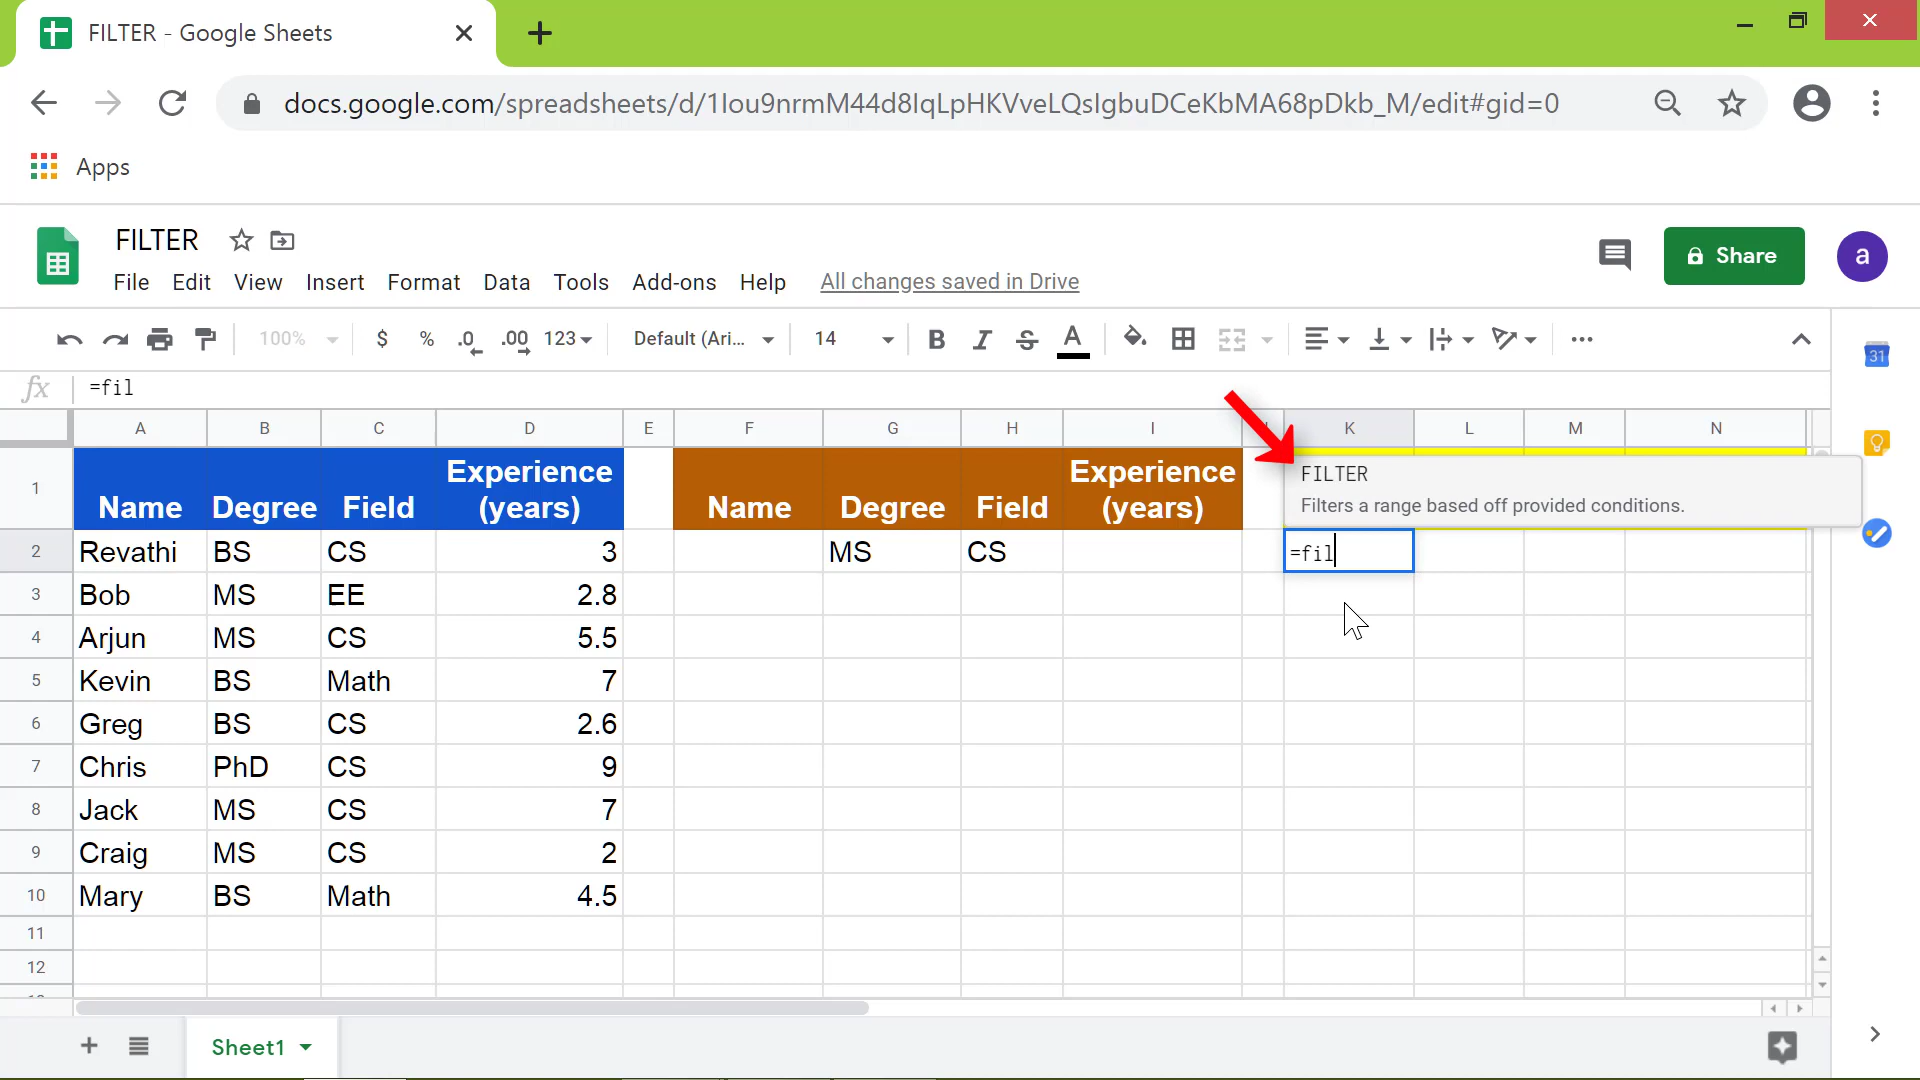 FILTER - Google Sheets
docs.google.com/spreadsheets/d/1Iou9nrmM44d8IqLpHKVveLQsIgbuDCeKbMA68pDkb_M/edit#gid=0
Apps
FILTER
File Edit View Insert Format Data Tools Add-ons Help All changes saved in Drive
Share
a
100% $ % .0 .00 123 Default (Ari... 14 B I S A
31
fx =fil
A B C D E F G H I K L M N
1 Name Degree Field Experience (years) Name Degree Field Experience (years)
FILTER
Filters a range based off provided conditions.
2 Revathi BS CS 3 MS CS =fil
3 Bob MS EE 2.8
4 Arjun MS CS 5.5
5 Kevin BS Math 7
6 Greg BS CS 2.6
7 Chris PhD CS 9
8 Jack MS CS 7
9 Craig MS CS 2
10 Mary BS Math 4.5
11
12
Sheet1